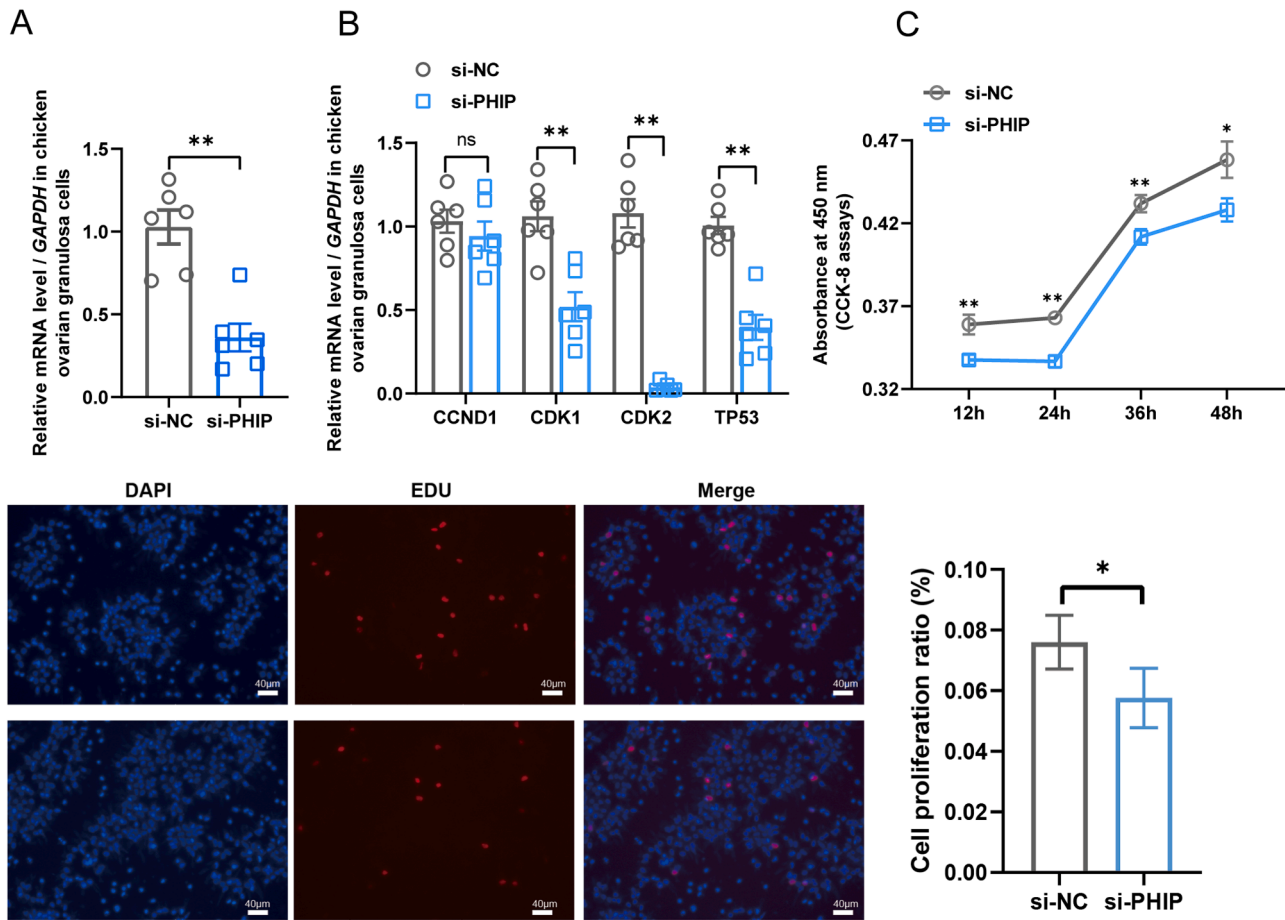 A
Relative mRNA level / GAPDH in chicken
ovarian granulosa cells
1.5
1.0
0.5
0.0
**
si-NC
si-PHIP
B
si-NC
si-PHIP
Relative mRNA level / GAPDH in chicken
ovarian granulosa cells
1.5
1.0
0.5
0.0
ns
**
**
**
CCND1
CDK1
CDK2
TP53
C
si-NC
si-PHIP
Absorbance at 450 nm
(CCK-8 assays)
0.47
0.42
0.37
0.32
**
**
**
*
12h
24h
36h
48h
DAPI
EDU
Merge
40μm
40μm
40μm
40μm
40μm
40μm
Cell proliferation ratio (%)
0.10
0.08
0.06
0.04
0.02
0.00
*
si-NC
si-PHIP